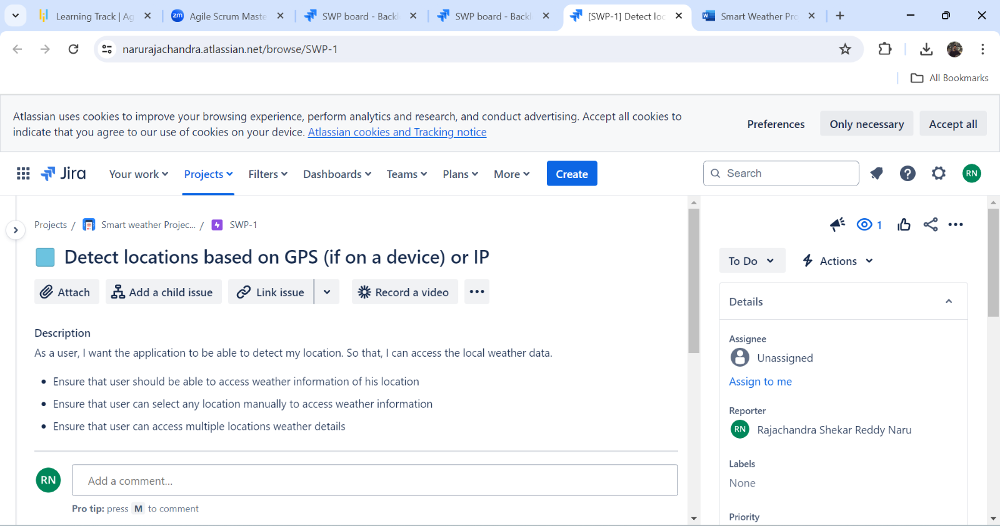 Learning Track | Ag
zm Agile Scrum Maste
SWP board - Backl
SWP board - Backl
[SWP-1] Detect loc
Smart Weather Pro
narurajachandra.atlassian.net/browse/SWP-1
All Bookmarks
Atlassian uses cookies to improve your browsing experience, perform analytics and research, and conduct advertising. Accept all cookies to
indicate that you agree to our use of cookies on your device. Atlassian cookies and Tracking notice
Preferences
Only necessary
Accept all
Jira
Your work
Projects
Filters
Dashboards
Teams
Plans
More
Create
Search
RN
Projects / Smart weather Projec... / SWP-1
1
Detect locations based on GPS (if on a device) or IP
To Do
Actions
Attach
Add a child issue
Link issue
Record a video
Details
Description
As a user, I want the application to be able to detect my location. So that, I can access the local weather data.
• Ensure that user should be able to access weather information of his location
• Ensure that user can select any location manually to access weather information
• Ensure that user can access multiple locations weather details
Assignee
Unassigned
Assign to me
Reporter
RN Rajachandra Shekar Reddy Naru
Labels
None
Priority
RN
Add a comment...
Pro tip: press M to comment